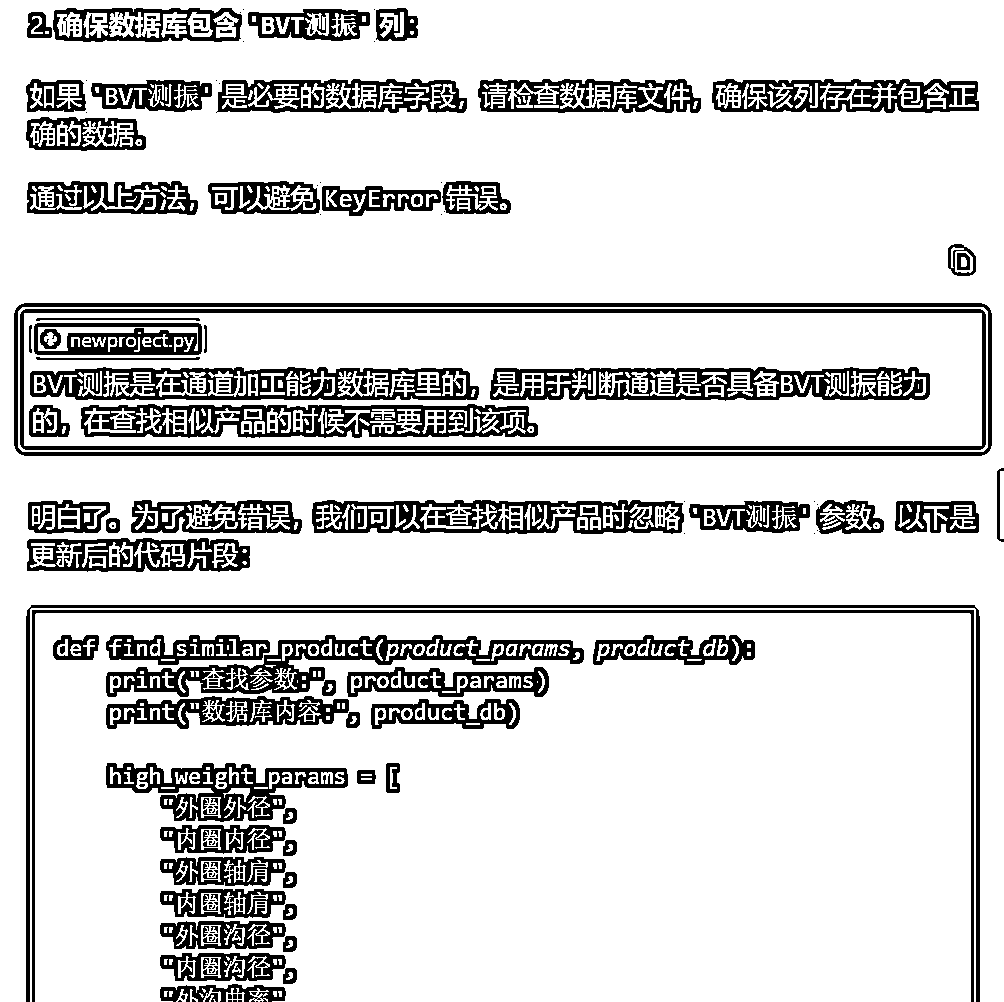 2. 确保数据库包含 'BVT测振' 列：
如果 'BVT测振' 是必要的数据库字段，请检查数据库文件，确保该列存在并包含正
确的数据。
通过以上方法，可以避免 KeyError 错误。
newproject.py
BVT测振是在通道加工能力数据库里的，是用于判断通道是否具备BVT测振能力
的，在查找相似产品的时候不需要用到该项。
明白了。为了避免错误，我们可以在查找相似产品时忽略 'BVT测振' 参数。以下是
更新后的代码片段：
def find_similar_product(product_params, product_db):
    print("查找参数:", product_params)
    print("数据库内容:", product_db)
    high_weight_params = [
        "外圈外径",
        "内圈内径",
        "外圈轴肩",
        "内圈轴肩",
        "外圈沟径",
        "内圈沟径",
        "外沟曲率"